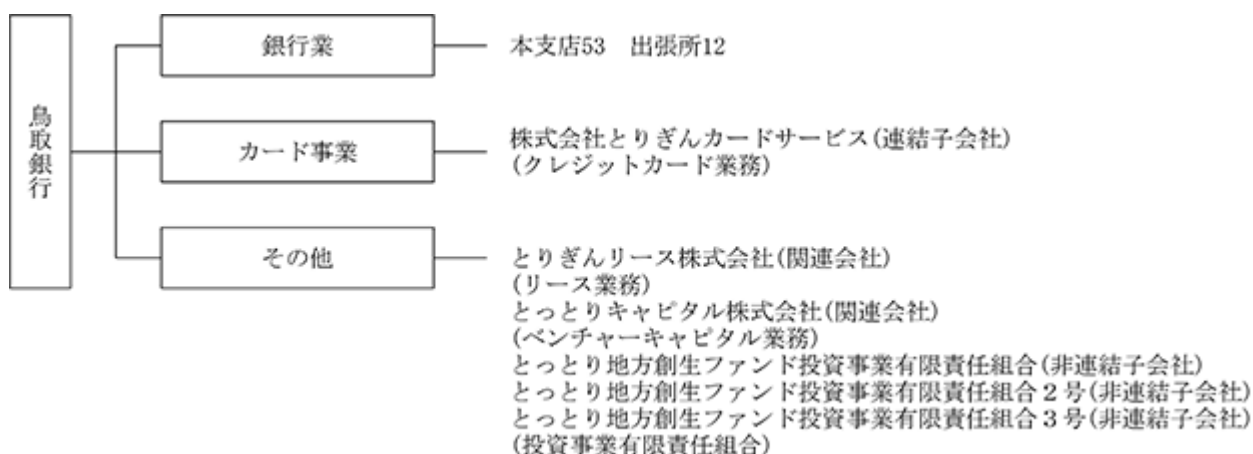 鳥取銀行
銀行業
本支店53　出張所12
カード事業
株式会社とりぎんカードサービス(連結子会社)
(クレジットカード業務)
その他
とりぎんリース株式会社(関連会社)
(リース業務)
とっとりキャピタル株式会社(関連会社)
(ベンチャーキャピタル業務)
とっとり地方創生ファンド投資事業有限責任組合(非連結子会社)
とっとり地方創生ファンド投資事業有限責任組合２号(非連結子会社)
とっとり地方創生ファンド投資事業有限責任組合３号(非連結子会社)
(投資事業有限責任組合)